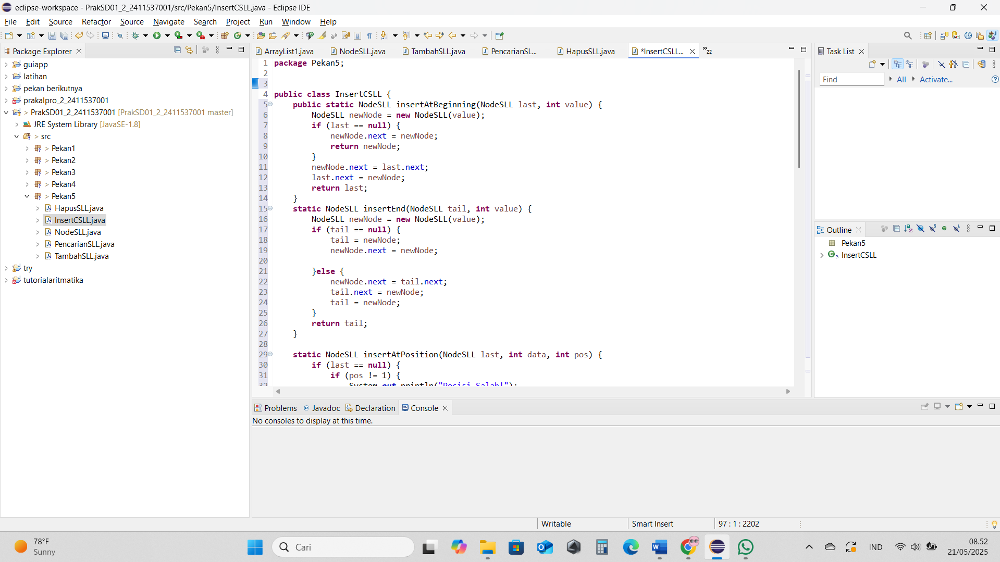 eclipse-workspace - PrakSD01_2_2411537001/src/Pekan5/InsertCSLL.java - Eclipse IDE
File Edit Source Refactor Source Navigate Search Project Run Window Help
Package Explorer
guiapp
latihan
pekan berikutnya
prakalpro_2_2411537001
> PrakSD01_2_2411537001 [PrakSD01_2_2411537001 master]
JRE System Library [JavaSE-1.8]
> src
> Pekan1
> Pekan2
> Pekan3
> Pekan4
> Pekan5
HapusSLL.java
InsertCSLL.java
NodeSLL.java
PencarianSLL.java
TambahSLL.java
try
tutorialaritmatika
ArrayList1.java NodeSLL.java TambahSLL.java PencarianSL... HapusSLL.java *InsertCSLL... »22
1 package Pekan5;
2
3
4 public class InsertCSLL {
5 public static NodeSLL insertAtBeginning(NodeSLL last, int value) {
6 NodeSLL newNode = new NodeSLL(value);
7 if (last == null) {
8 newNode.next = newNode;
9 return newNode;
10 }
11 newNode.next = last.next;
12 last.next = newNode;
13 return last;
14 }
15 static NodeSLL insertEnd(NodeSLL tail, int value) {
16 NodeSLL newNode = new NodeSLL(value);
17 if (tail == null) {
18 tail = newNode;
19 newNode.next = newNode;
20
21 }else {
22 newNode.next = tail.next;
23 tail.next = newNode;
24 tail = newNode;
25 }
26 return tail;
27 }
28
29 static NodeSLL insertAtPosition(NodeSLL last, int data, int pos) {
30 if (last == null) {
31 if (pos != 1) {
32 System.out.println("Posisi Salah!");
Task List
Find All Activate...
Outline
Pekan5
InsertCSLL
Problems @ Javadoc Declaration Console
No consoles to display at this time.
Writable Smart Insert 97 : 1 : 2202
78°F
Sunny
Cari
IND
08.52
21/05/2025